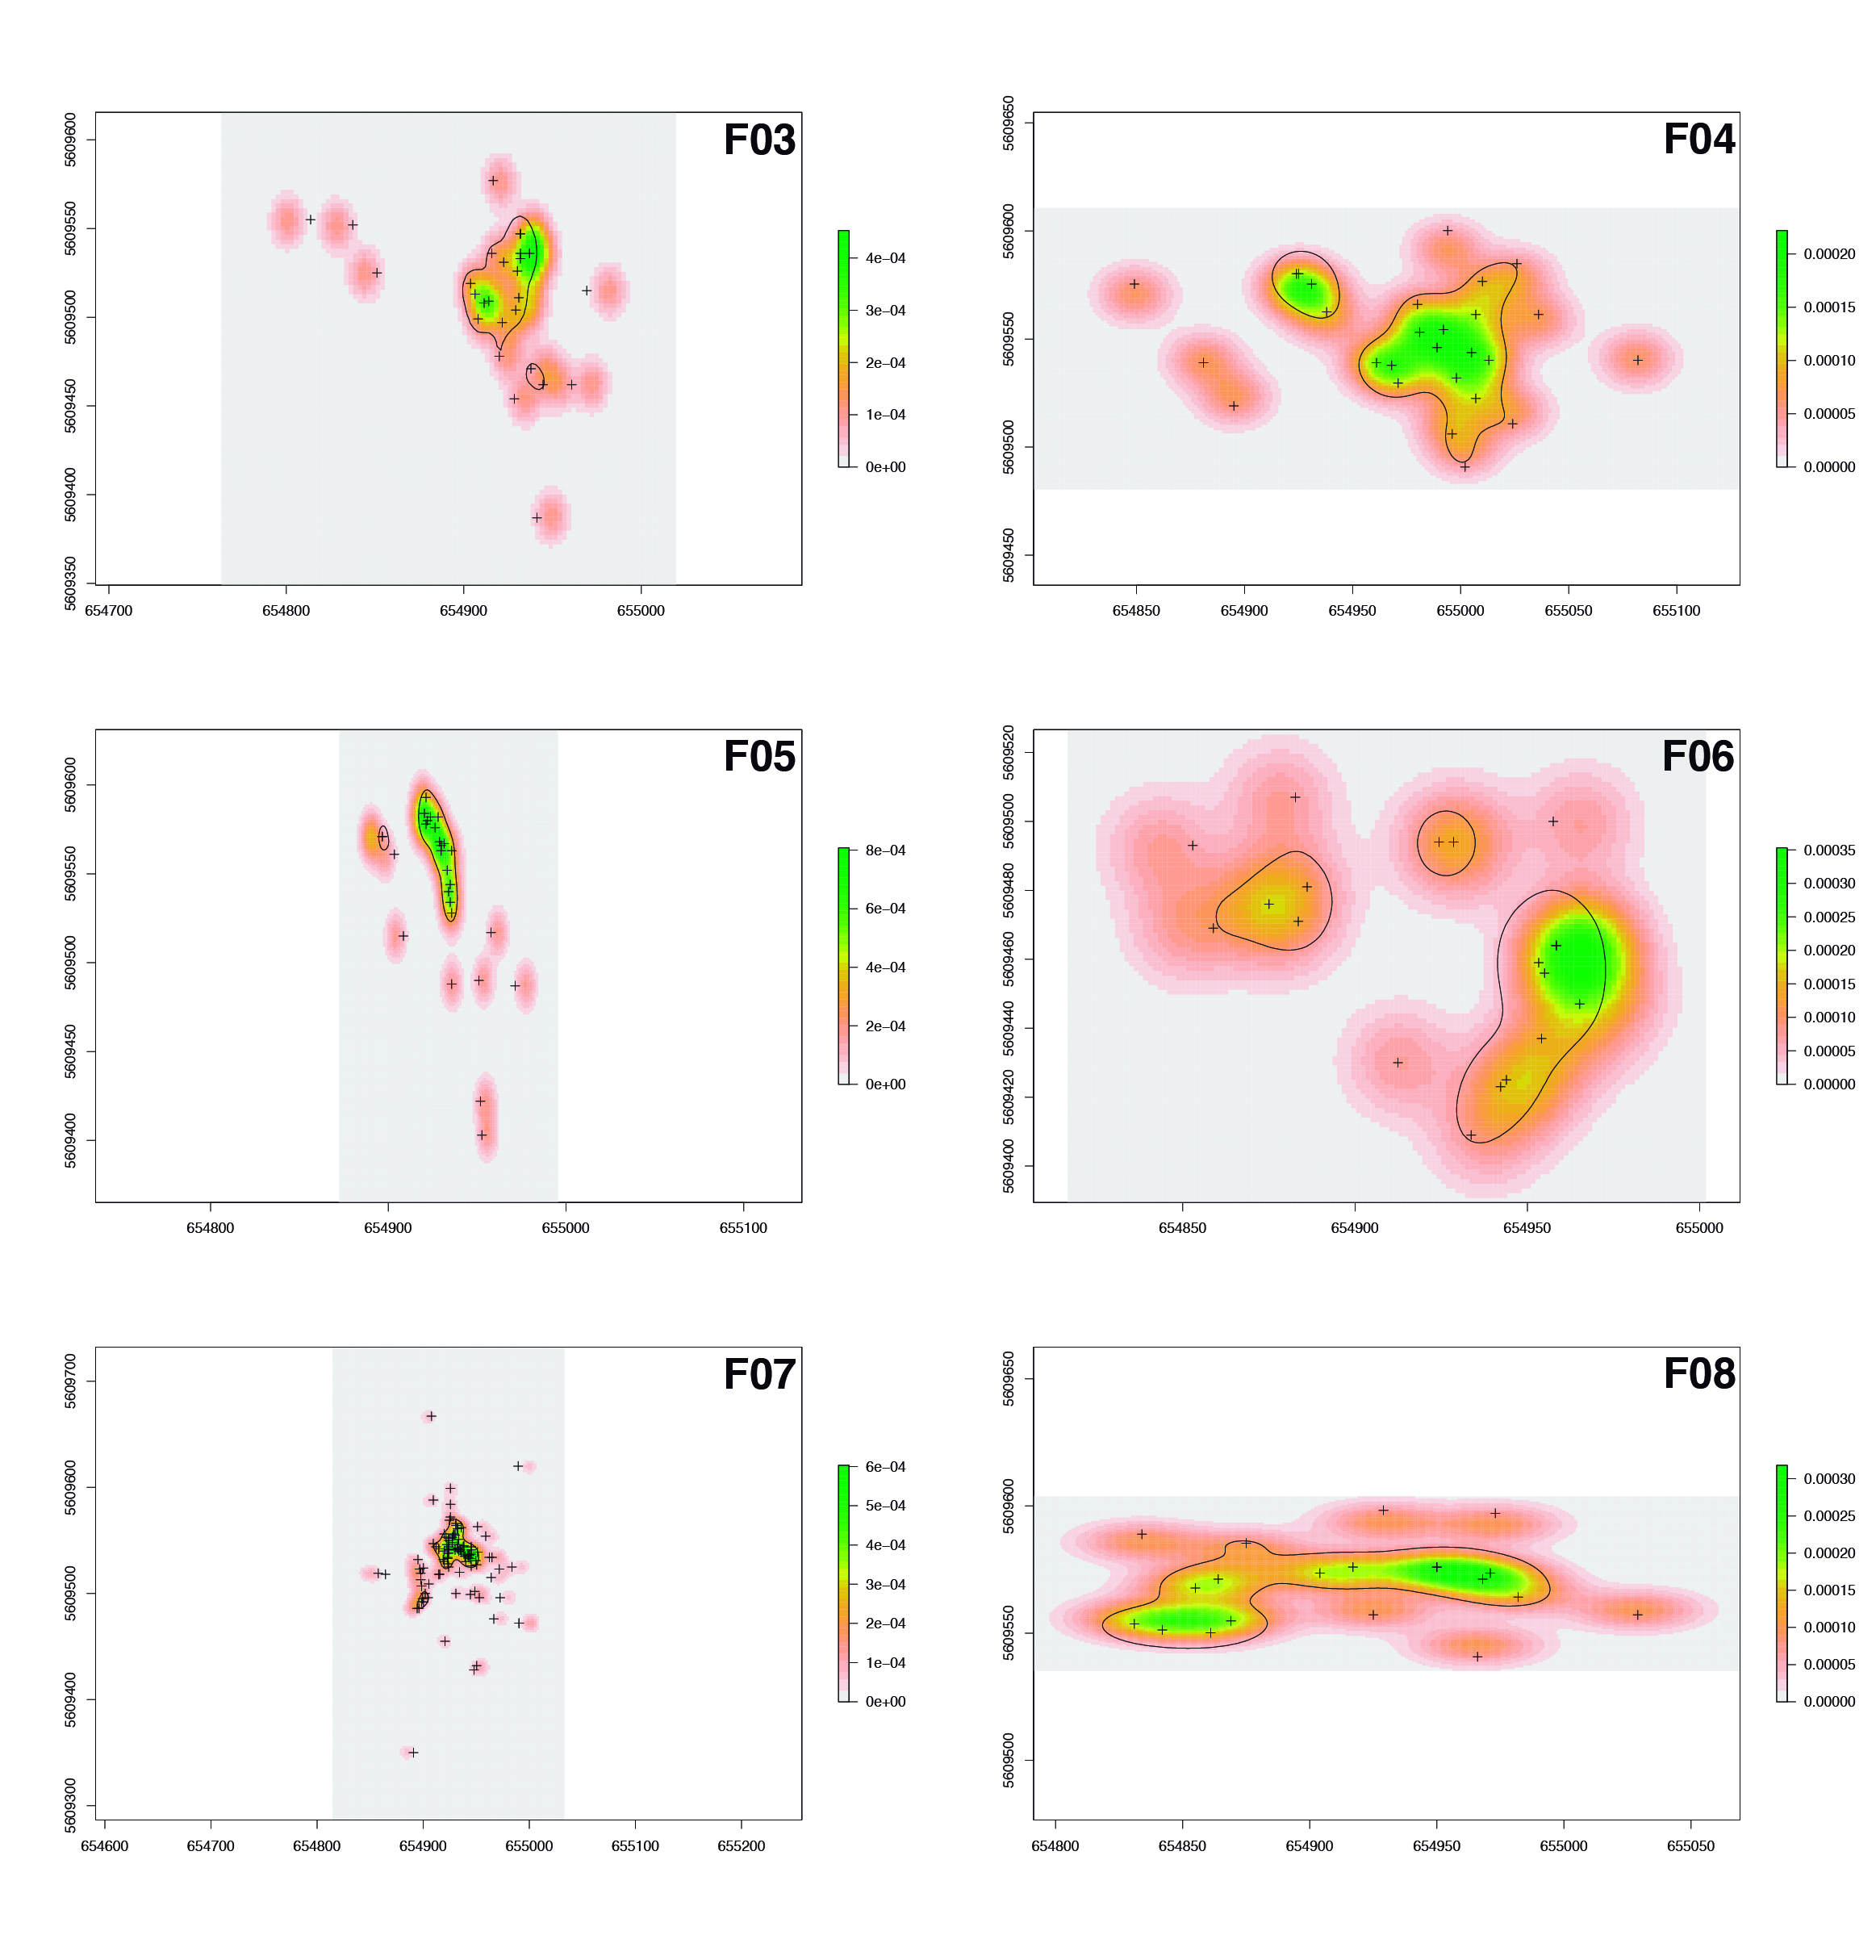 F03
5609600
5609550
5609500
5609450
5609400
5609350
654700 654800 654900 655000
4e−04
3e−04
2e−04
1e−04
0e+00
F04
5609650
5609600
5609550
5609500
5609450
654850 654900 654950 655000 655050 655100
0.00020
0.00015
0.00010
0.00005
0.00000
F05
5609600
5609550
5609500
5609450
5609400
654800 654900 655000 655100
8e−04
6e−04
4e−04
2e−04
0e+00
F06
5609520
5609500
5609480
5609460
5609440
5609420
5609400
654850 654900 654950 655000
0.00035
0.00030
0.00025
0.00020
0.00015
0.00010
0.00005
0.00000
F07
5609700
5609600
5609500
5609400
5609300
654600 654700 654800 654900 655000 655100 655200
6e−04
5e−04
4e−04
3e−04
2e−04
1e−04
0e+00
F08
5609650
5609600
5609550
5609500
654800 654850 654900 654950 655000 655050
0.00030
0.00025
0.00020
0.00015
0.00010
0.00005
0.00000